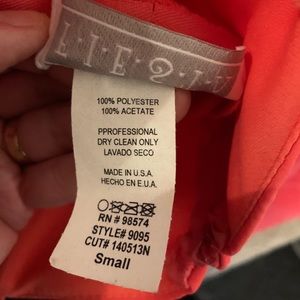 100% POLYESTER
100% ACETATE
PPROFESSIONAL
DRY CLEAN ONLY
LAVADO SECO
MADE IN U.S.A.
HECHO EN E.U.A.
RN # 98574
STYLE# 9095
CUT# 140513N
Small